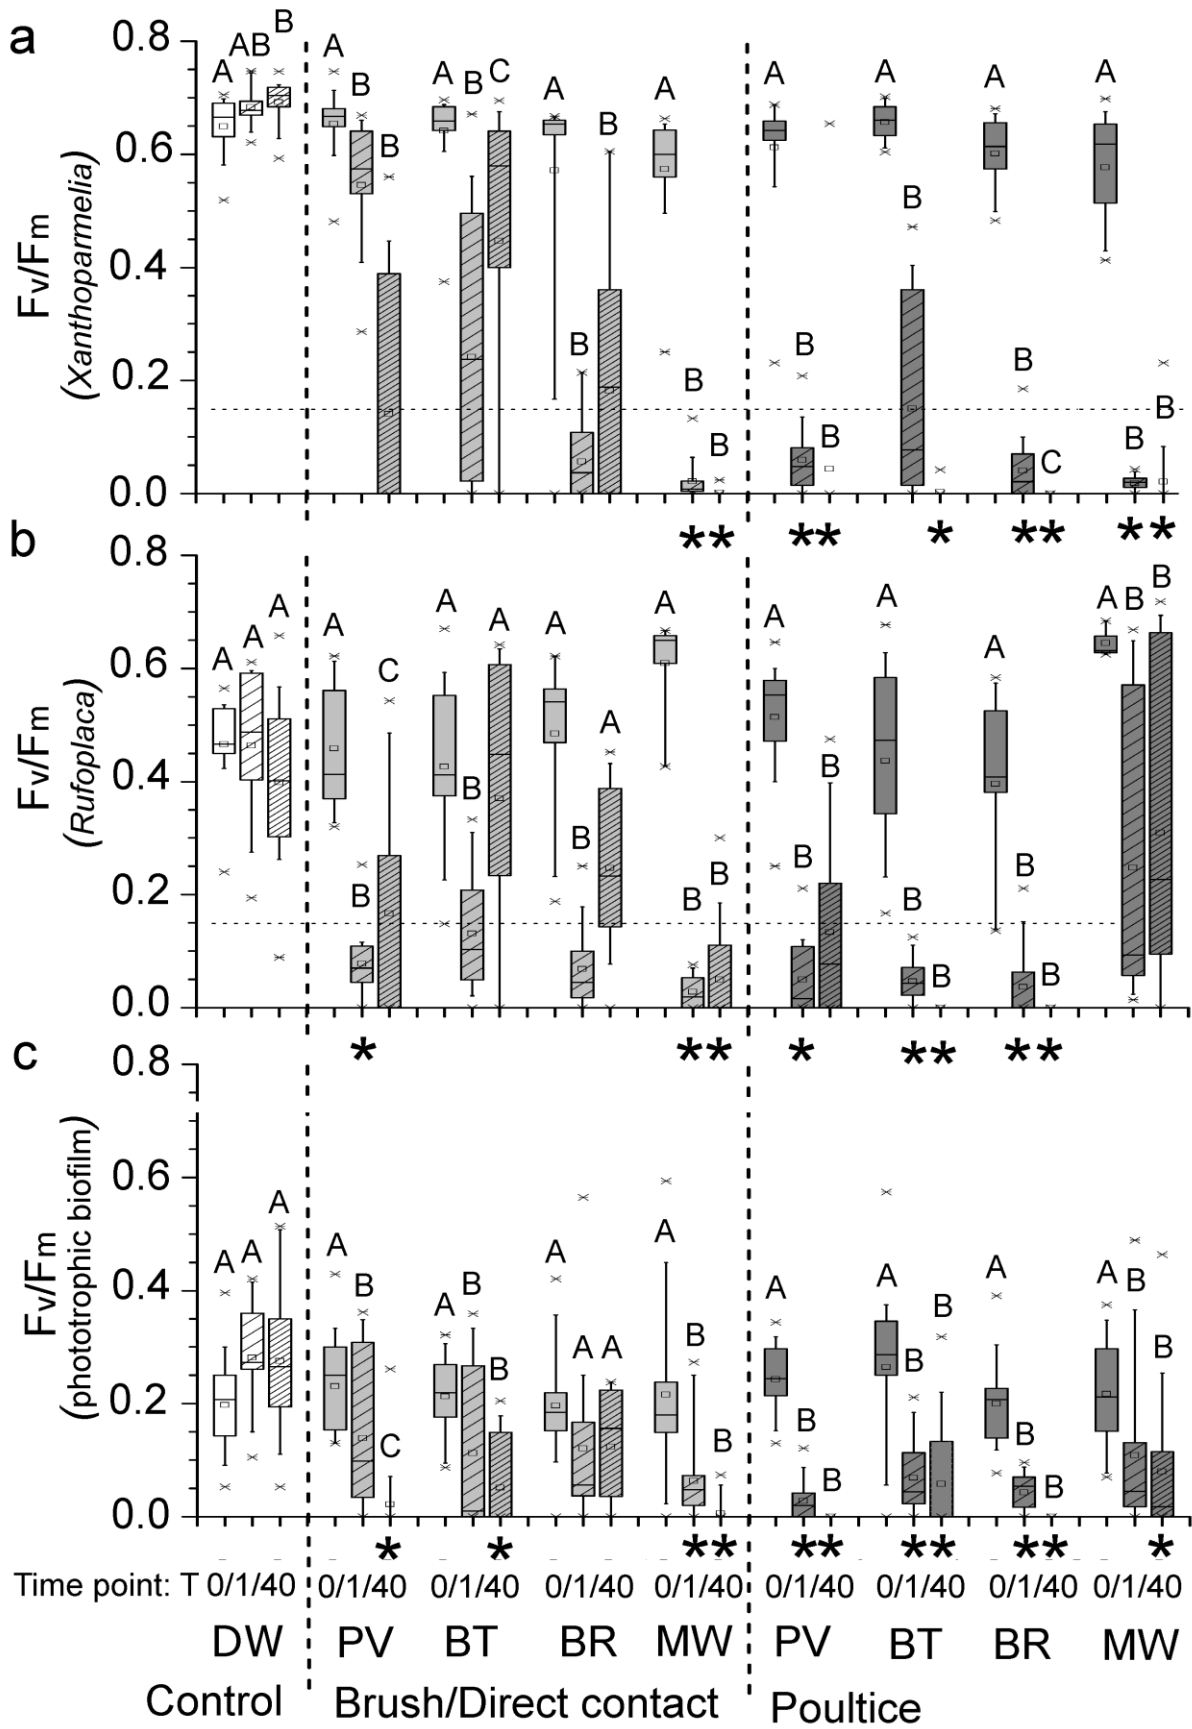 a
Fv/Fm
(Xanthoparmelia)
0.8
0.6
0.4
0.2
0.0
A AB B
A B B
A B C
A B B
A B B
A B B
A B
A B C
A B B
** ** * ** **
b
Fv/Fm
(Rufoplaca)
0.8
0.6
0.4
0.2
0.0
A A A
A B C
A B A
A B A
A B B
A B B
A B B
A B B
A B B
* ** * ** **
c
Fv/Fm
(phototrophic biofilm)
0.8
0.6
0.4
0.2
0.0
A A A
A B C
A B B
A A A
A B B
A B B
A B B
A B B
A B B
* * ** ** ** ** *
Time point: T 0/1/40 0/1/40 0/1/40 0/1/40 0/1/40 0/1/40 0/1/40 0/1/40 0/1/40
DW PV BT BR MW PV BT BR MW
Control Brush/Direct contact Poultice